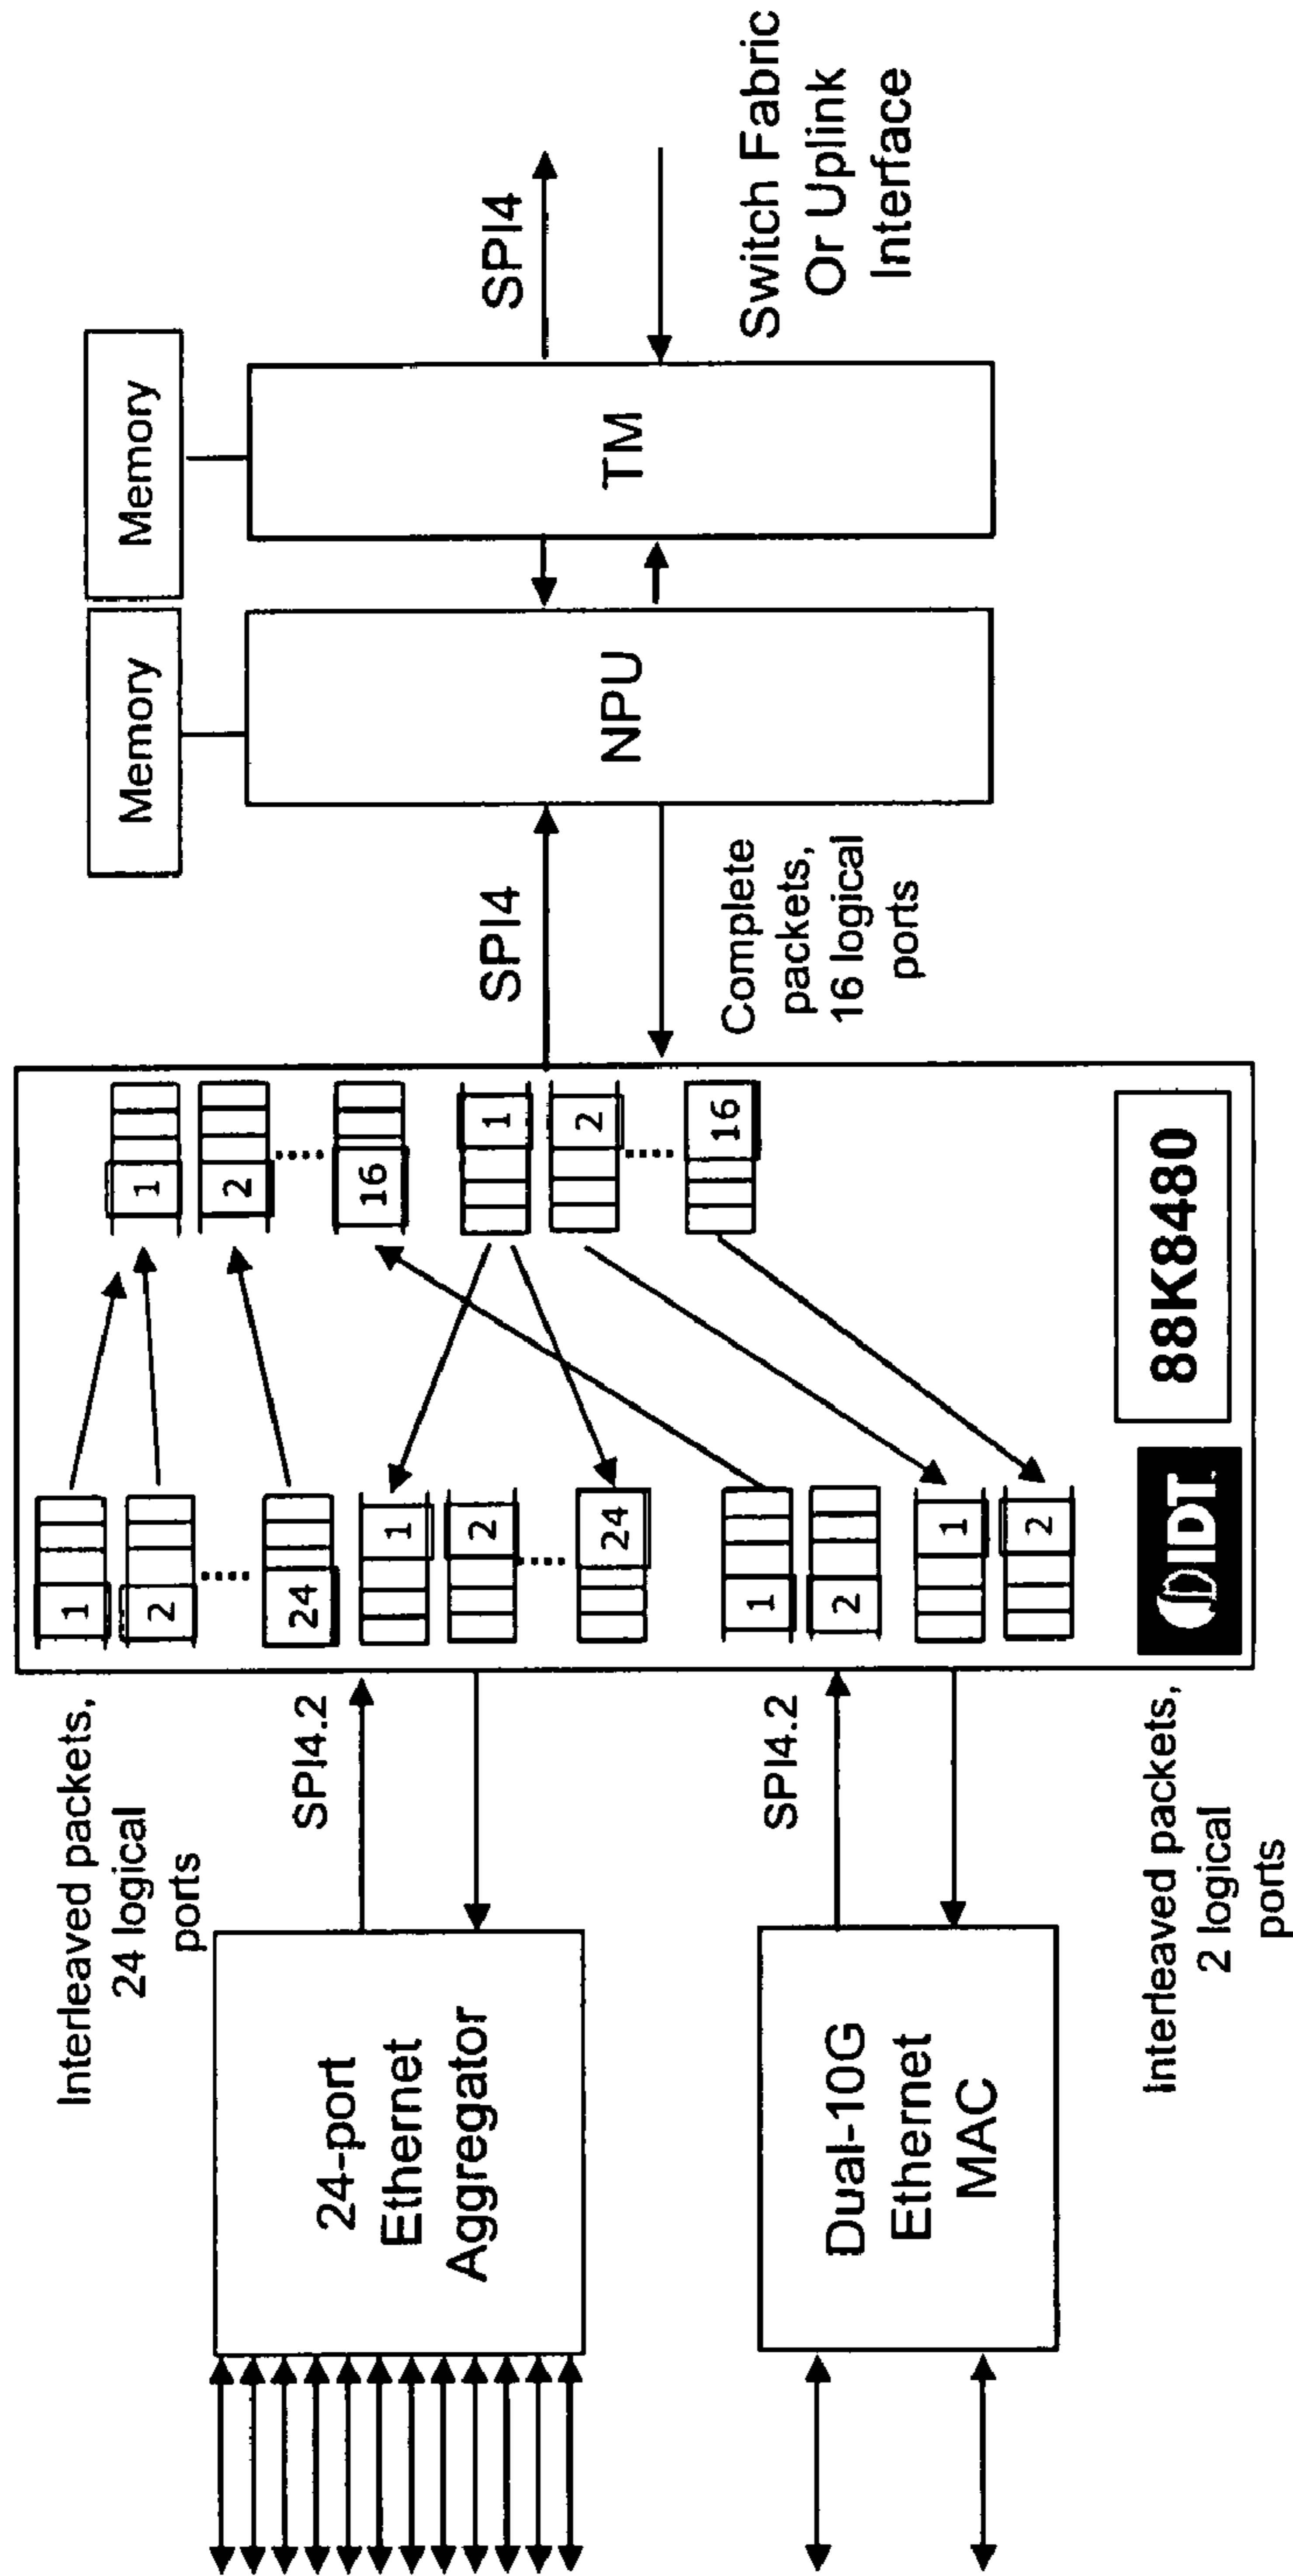 Interleaved packets,
24 logical
ports
24-port
Ethernet
Aggregator
SPI4.2
Dual-10G
Ethernet
MAC
SPI4.2
Interleaved packets,
2 logical
ports
1
2
24
1
2
24
1
2
1
2
1
2
16
1
2
16
IDT
88K8480
SPI4
Complete
packets,
16 logical
ports
Memory
NPU
Memory
TM
SPI4
Switch Fabric
Or Uplink
Interface